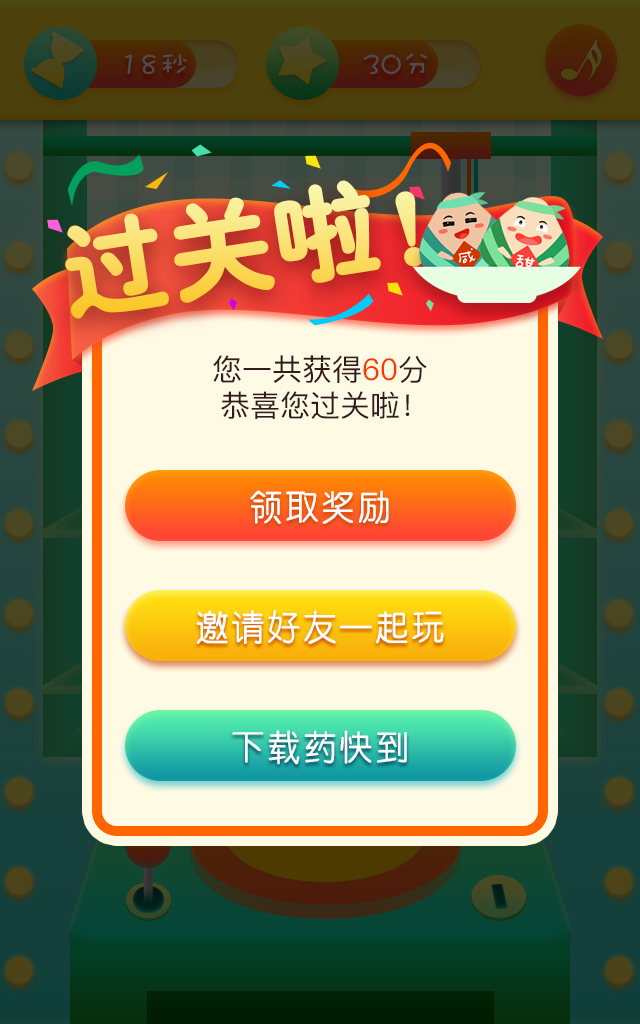 18秒
30分
过关啦！
咸
甜
您一共获得60分
恭喜您过关啦！
领取奖励
邀请好友一起玩
下载药快到